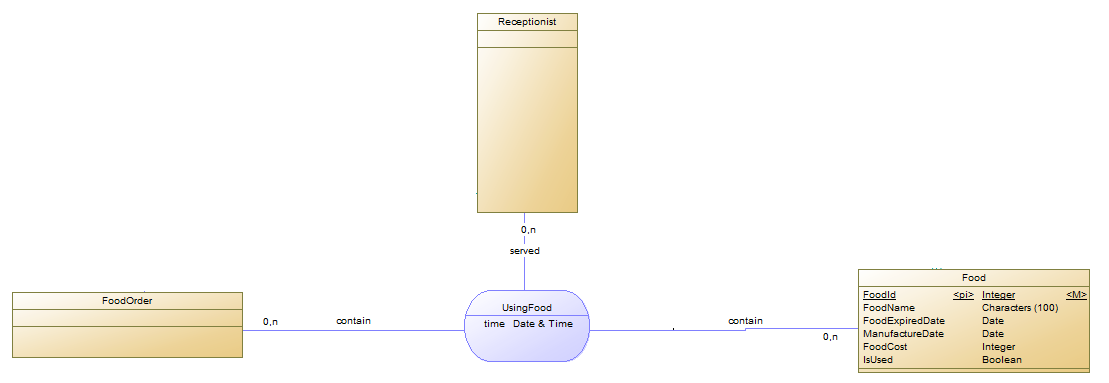 Receptionist
0,n
served
FoodOrder
0,n
contain
UsingFood
time Date & Time
contain
0,n
Food
FoodId <pi> Integer <M>
FoodName Characters (100)
FoodExpiredDate Date
ManufactureDate Date
FoodCost Integer
IsUsed Boolean